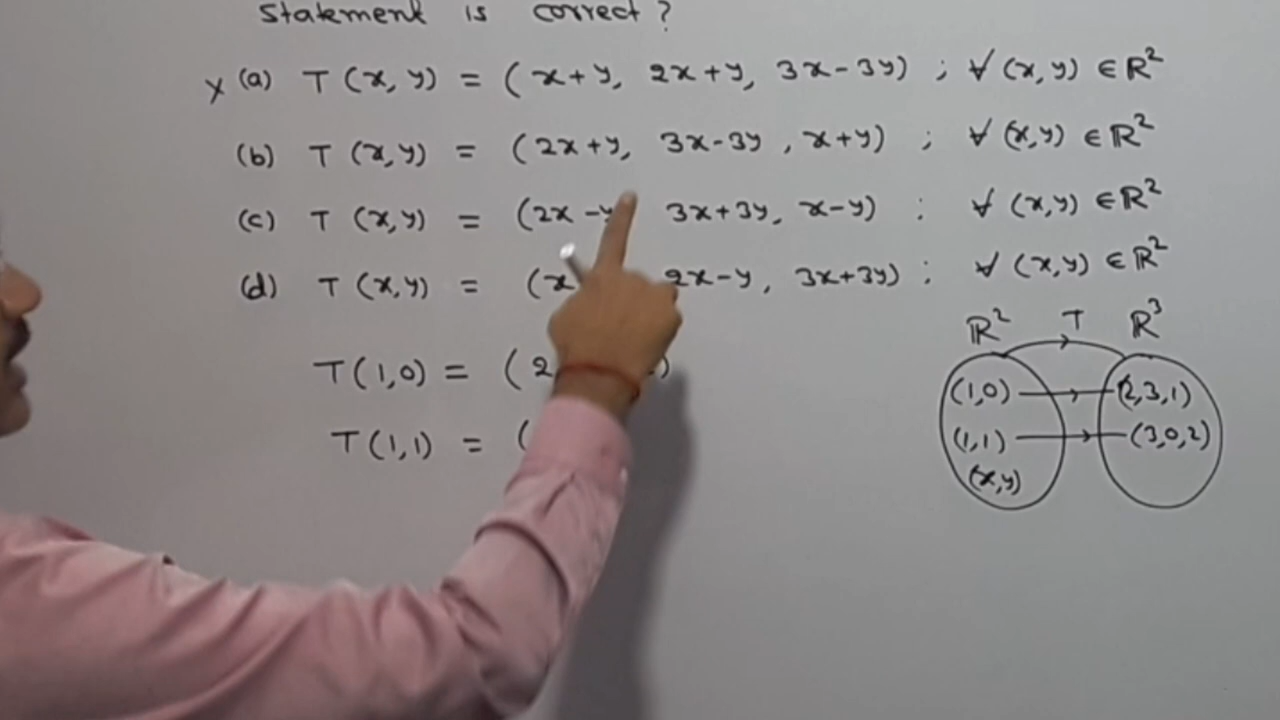 statement is correct?
x (a) T(x, y) = (x+y, 2x+y, 3x-3y) ; ∀ (x, y) ∈ ℝ²
(b) T(x,y) = (2x+y, 3x-3y, x+y) ; ∀ (x,y) ∈ ℝ²
(c) T(x,y) = (2x-y 3x+3y, x-y) : ∀ (x,y) ∈ ℝ²
(d) T(x,y) = (x 2x-y, 3x+3y) ; ∀ (x,y) ∈ ℝ²
ℝ² T ℝ³
T(1,0) = (2 )
(1,0) (2,3,1)
T(1,1) = (
(1,1) (3,0,2)
(x,y)